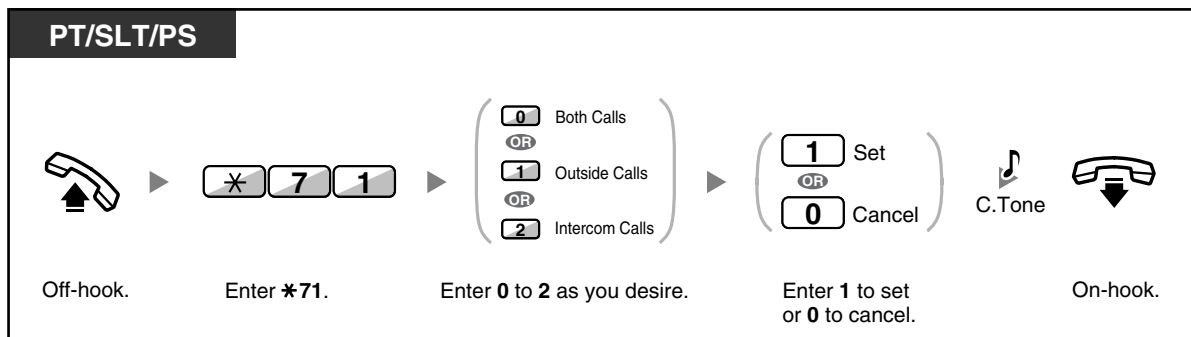 PT/SLT/PS
0 Both Calls
OR
1 Outside Calls
OR
2 Intercom Calls
* 7 1
1 Set
OR
0 Cancel
C.Tone
Off-hook.
Enter *71.
Enter 0 to 2 as you desire.
Enter 1 to set
or 0 to cancel.
On-hook.